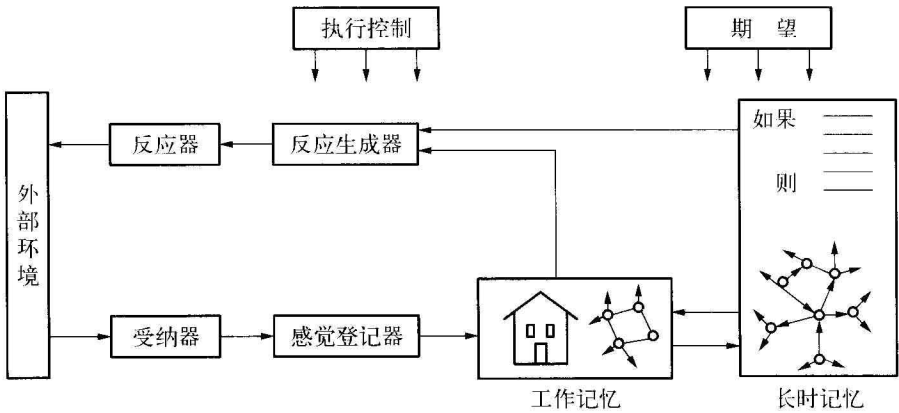 执行控制
期 望
如果
则
反应器
反应生成器
外部环境
受纳器
感觉登记器
工作记忆
长时记忆